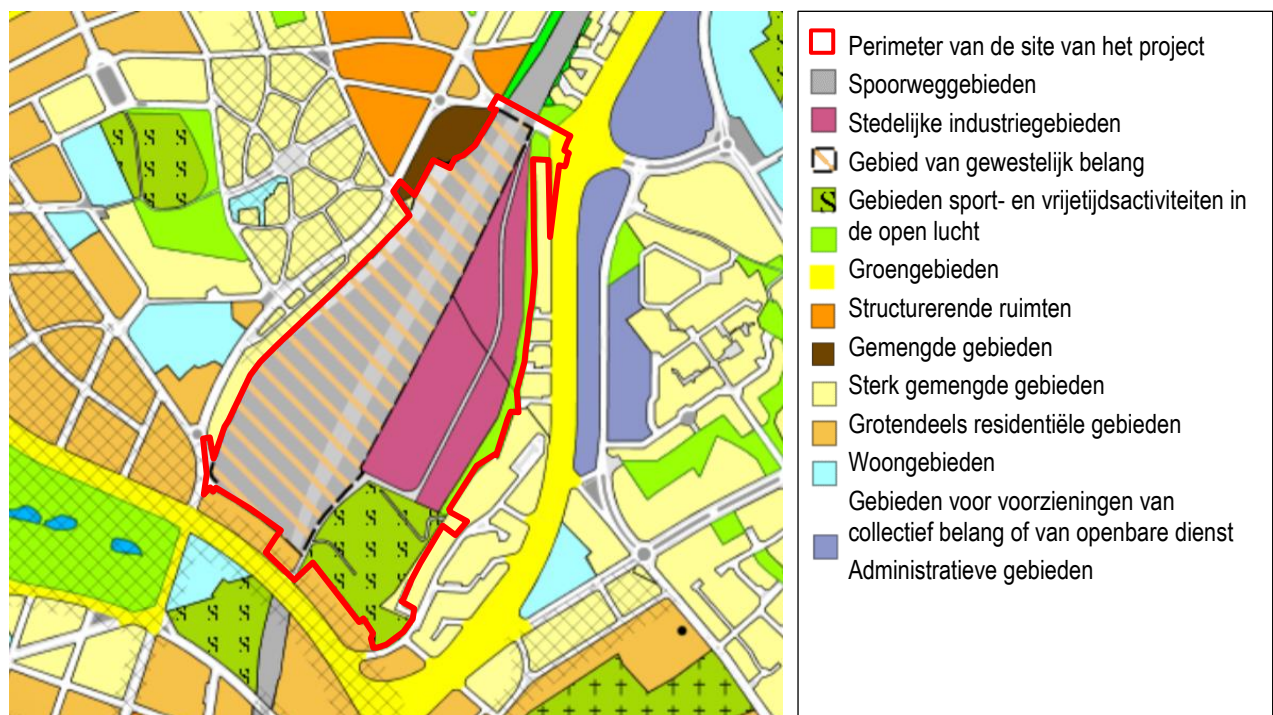 Perimeter van de site van het project
Spoorweggebieden
Stedelijke industriegebieden
Gebied van gewestelijk belang
S Gebieden sport- en vrijetijdsactiviteiten in
de open lucht
Groengebieden
Structurerende ruimten
Gemengde gebieden
Sterk gemengde gebieden
Grotendeels residentiële gebieden
Woongebieden
Gebieden voor voorzieningen van
collectief belang of van openbare dienst
Administratieve gebieden
S S
S S
S S
S S
S S S
S S S
S S
S S
S
S
S S
S S S
S S